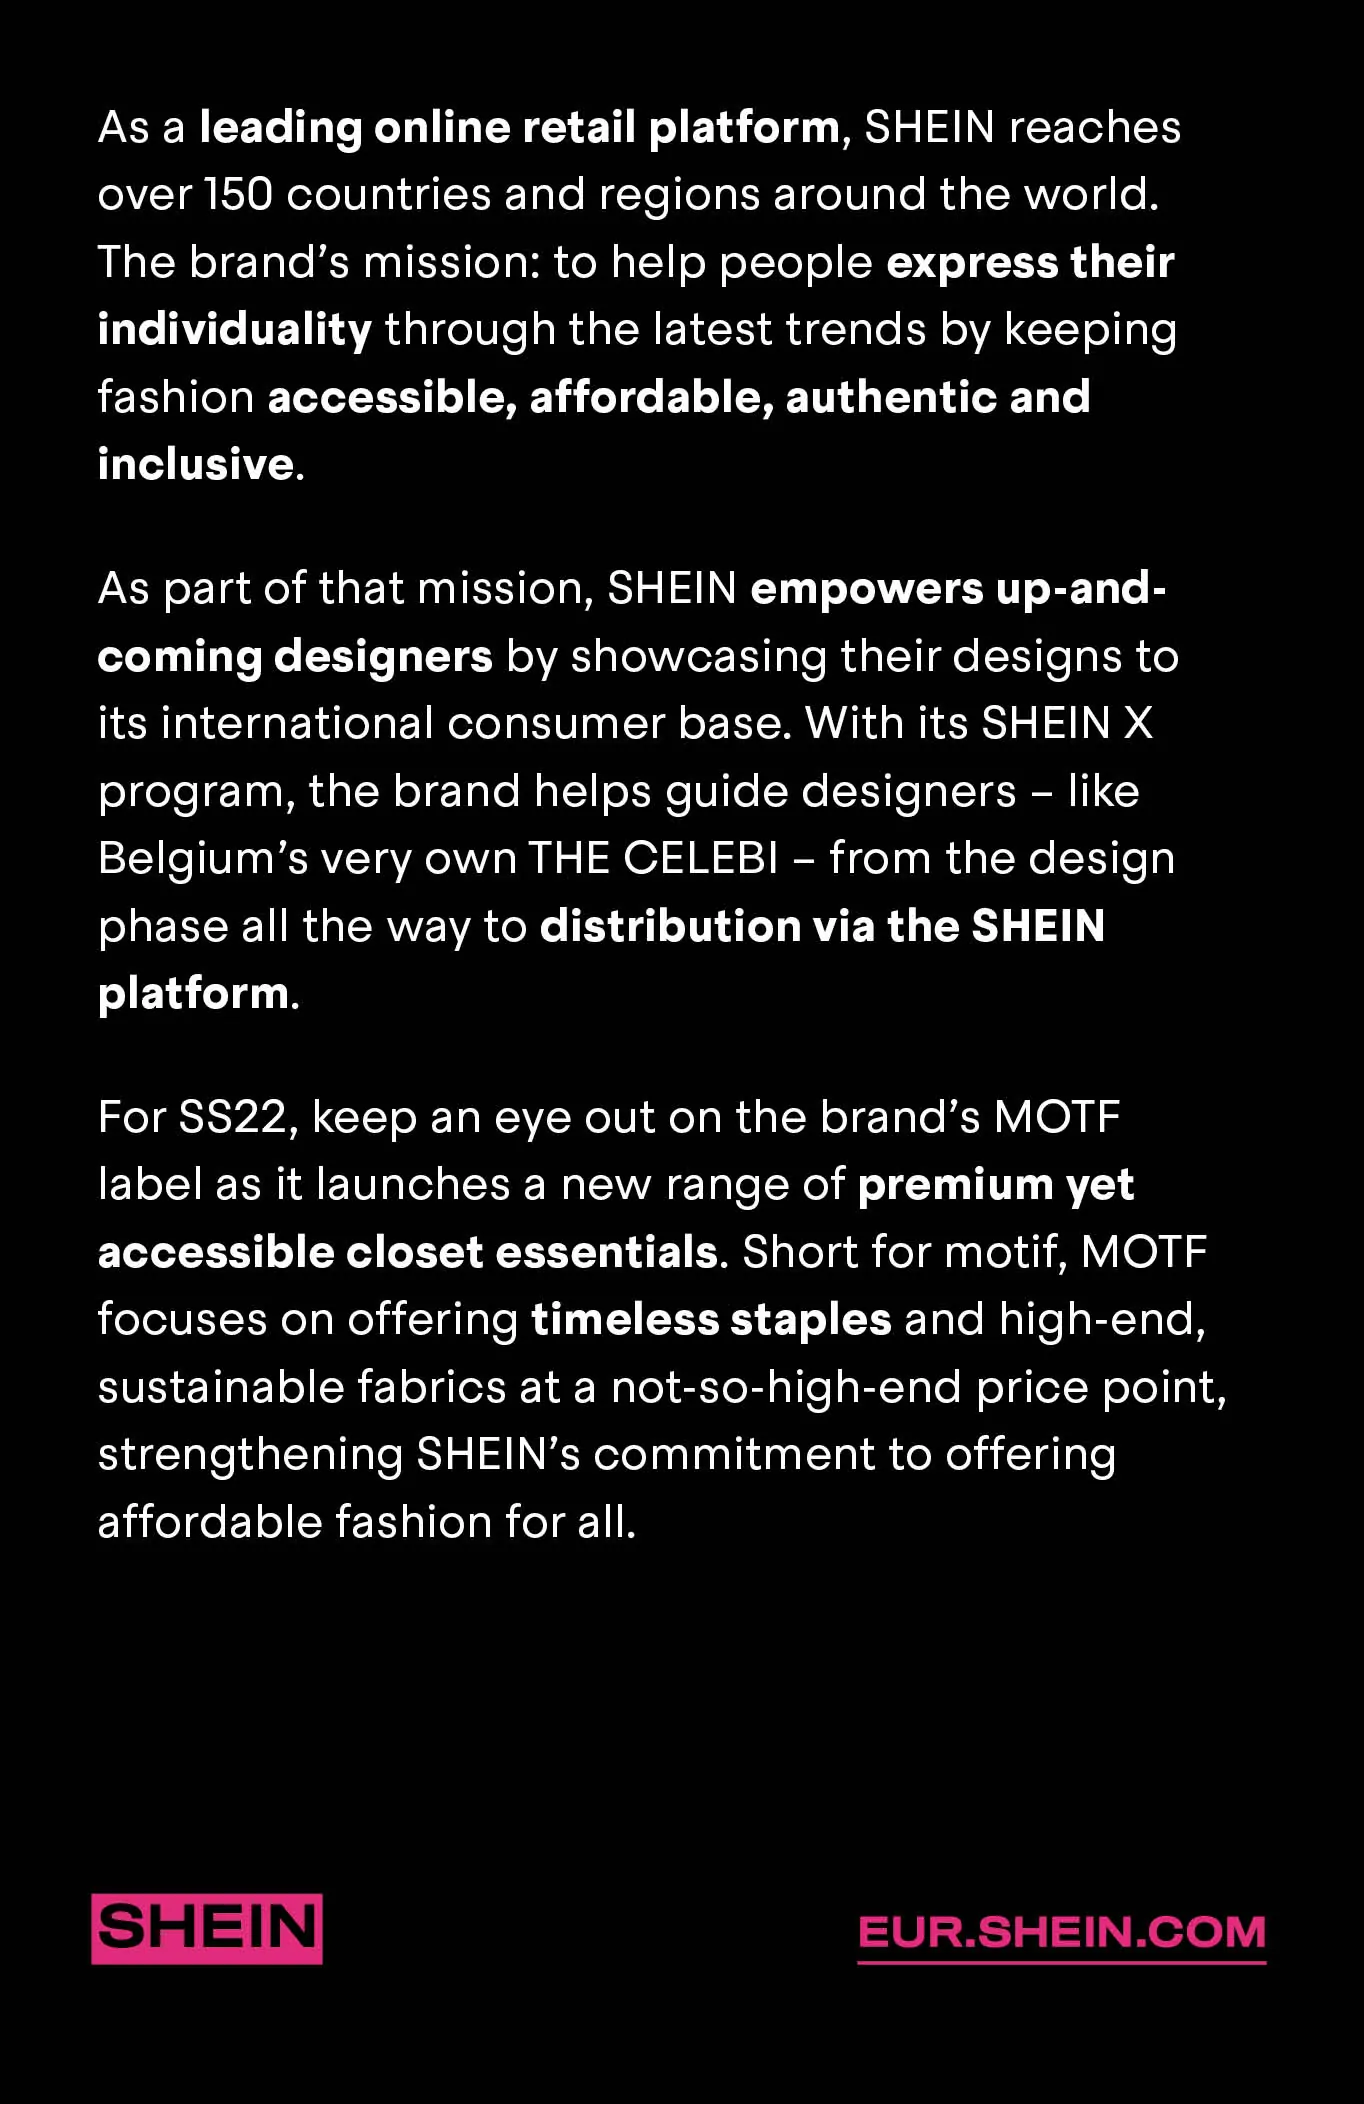 As a leading online retail platform, SHEIN reaches
over 150 countries and regions around the world.
The brand’s mission: to help people express their
individuality through the latest trends by keeping
fashion accessible, affordable, authentic and
inclusive.
As part of that mission, SHEIN empowers up-and-
coming designers by showcasing their designs to
its international consumer base. With its SHEIN X
program, the brand helps guide designers – like
Belgium’s very own THE CELEBI – from the design
phase all the way to distribution via the SHEIN
platform.
For SS22, keep an eye out on the brand’s MOTF
label as it launches a new range of premium yet
accessible closet essentials. Short for motif, MOTF
focuses on offering timeless staples and high-end,
sustainable fabrics at a not-so-high-end price point,
strengthening SHEIN’s commitment to offering
affordable fashion for all.
SHEIN
EUR.SHEIN.COM